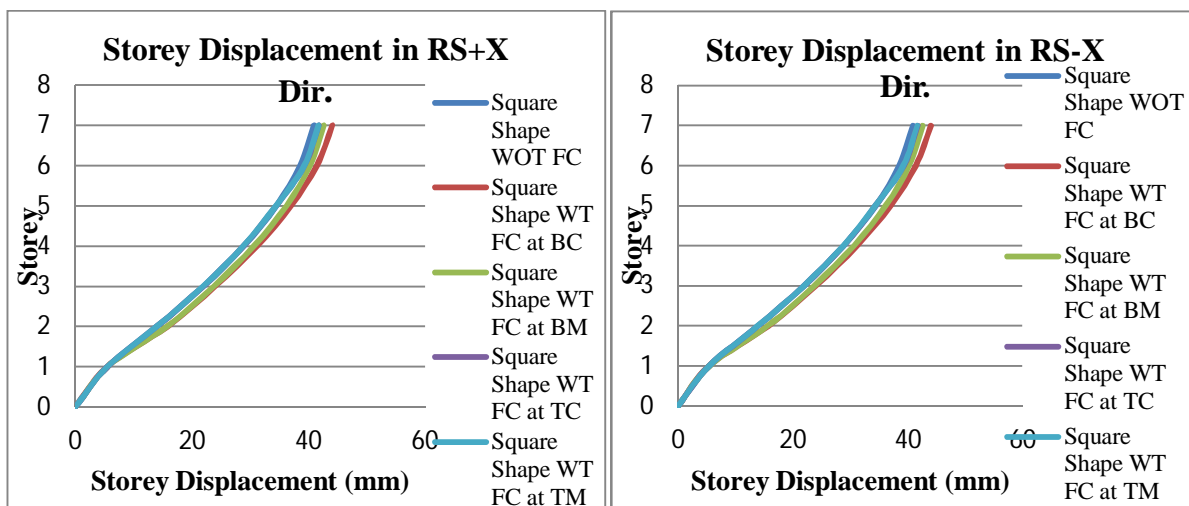 Storey Displacement in RS+X
Dir.
8
7
6
5
4
3
2
1
0
Storey
0
20
40
60
Storey Displacement (mm)
Square
Shape
WOT FC
Square
Shape WT
FC at BC
Square
Shape WT
FC at BM
Square
Shape WT
FC at TC
Square
Shape WT
FC at TM
Storey Displacement in RS-X
Dir.
8
7
6
5
4
3
2
1
0
Storey
0
20
40
60
Storey Displacement (mm)
Square
Shape WOT
FC
Square
Shape WT
FC at BC
Square
Shape WT
FC at BM
Square
Shape WT
FC at TC
Square
Shape WT
FC at TM